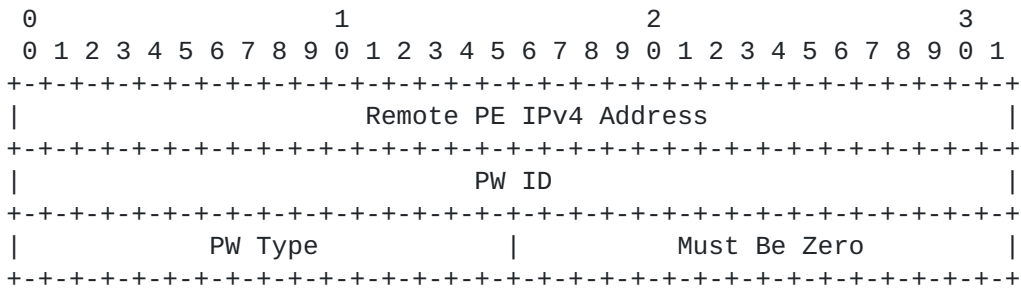 0                   1                   2                   3
 0 1 2 3 4 5 6 7 8 9 0 1 2 3 4 5 6 7 8 9 0 1 2 3 4 5 6 7 8 9 0 1
+-+-+-+-+-+-+-+-+-+-+-+-+-+-+-+-+-+-+-+-+-+-+-+-+-+-+-+-+-+-+-+-+
|                      Remote PE IPv4 Address                   |
+-+-+-+-+-+-+-+-+-+-+-+-+-+-+-+-+-+-+-+-+-+-+-+-+-+-+-+-+-+-+-+-+
|                             PW ID                             |
+-+-+-+-+-+-+-+-+-+-+-+-+-+-+-+-+-+-+-+-+-+-+-+-+-+-+-+-+-+-+-+-+
|            PW Type            |          Must Be Zero         |
+-+-+-+-+-+-+-+-+-+-+-+-+-+-+-+-+-+-+-+-+-+-+-+-+-+-+-+-+-+-+-+-+